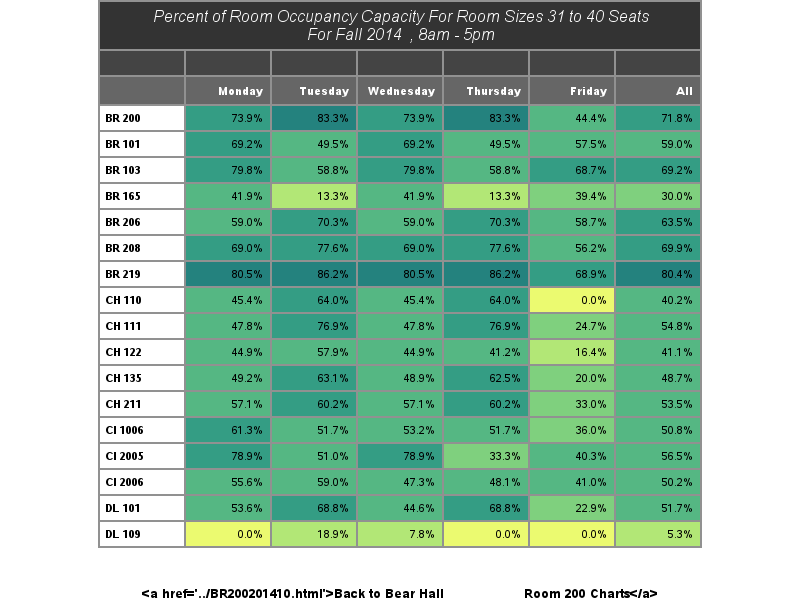 Percent of Room Occupancy Capacity For Room Sizes 31 to 40 Seats
For Fall 2014 , 8am - 5pm
Monday Tuesday Wednesday Thursday Friday All
BR 200 73.9% 83.3% 73.9% 83.3% 44.4% 71.8%
BR 101 69.2% 49.5% 69.2% 49.5% 57.5% 59.0%
BR 103 79.8% 58.8% 79.8% 58.8% 68.7% 69.2%
BR 165 41.9% 13.3% 41.9% 13.3% 39.4% 30.0%
BR 206 59.0% 70.3% 59.0% 70.3% 58.7% 63.5%
BR 208 69.0% 77.6% 69.0% 77.6% 56.2% 69.9%
BR 219 80.5% 86.2% 80.5% 86.2% 68.9% 80.4%
CH 110 45.4% 64.0% 45.4% 64.0% 0.0% 40.2%
CH 111 47.8% 76.9% 47.8% 76.9% 24.7% 54.8%
CH 122 44.9% 57.9% 44.9% 41.2% 16.4% 41.1%
CH 135 49.2% 63.1% 48.9% 62.5% 20.0% 48.7%
CH 211 57.1% 60.2% 57.1% 60.2% 33.0% 53.5%
CI 1006 61.3% 51.7% 53.2% 51.7% 36.0% 50.8%
CI 2005 78.9% 51.0% 78.9% 33.3% 40.3% 56.5%
CI 2006 55.6% 59.0% 47.3% 48.1% 41.0% 50.2%
DL 101 53.6% 68.8% 44.6% 68.8% 22.9% 51.7%
DL 109 0.0% 18.9% 7.8% 0.0% 0.0% 5.3%
<a href='../BR200201410.html'>Back to Bear Hall Room 200 Charts</a>